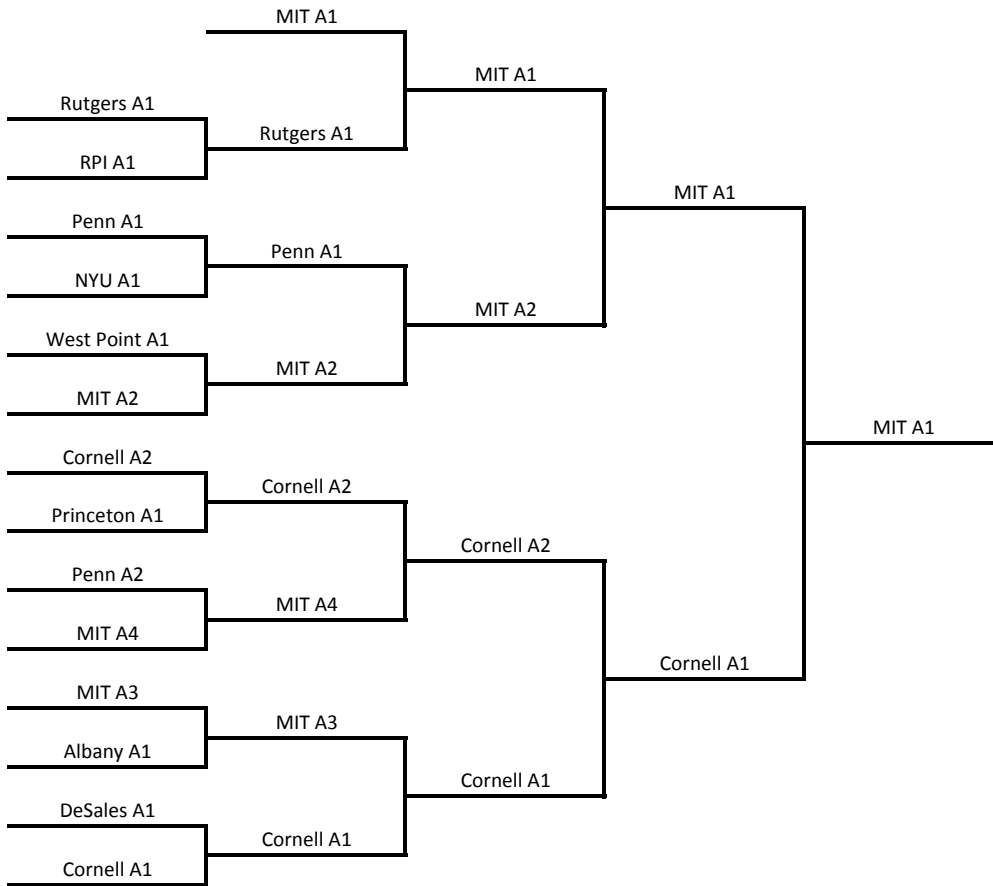 MIT A1
Rutgers A1
RPI A1
Penn A1
NYU A1
West Point A1
MIT A2
Cornell A2
Princeton A1
Penn A2
MIT A4
MIT A3
Albany A1
DeSales A1
Cornell A1
Rutgers A1
Penn A1
MIT A2
Cornell A2
MIT A4
MIT A3
Cornell A1
MIT A1
MIT A2
Cornell A2
Cornell A1
MIT A1
Cornell A1
MIT A1